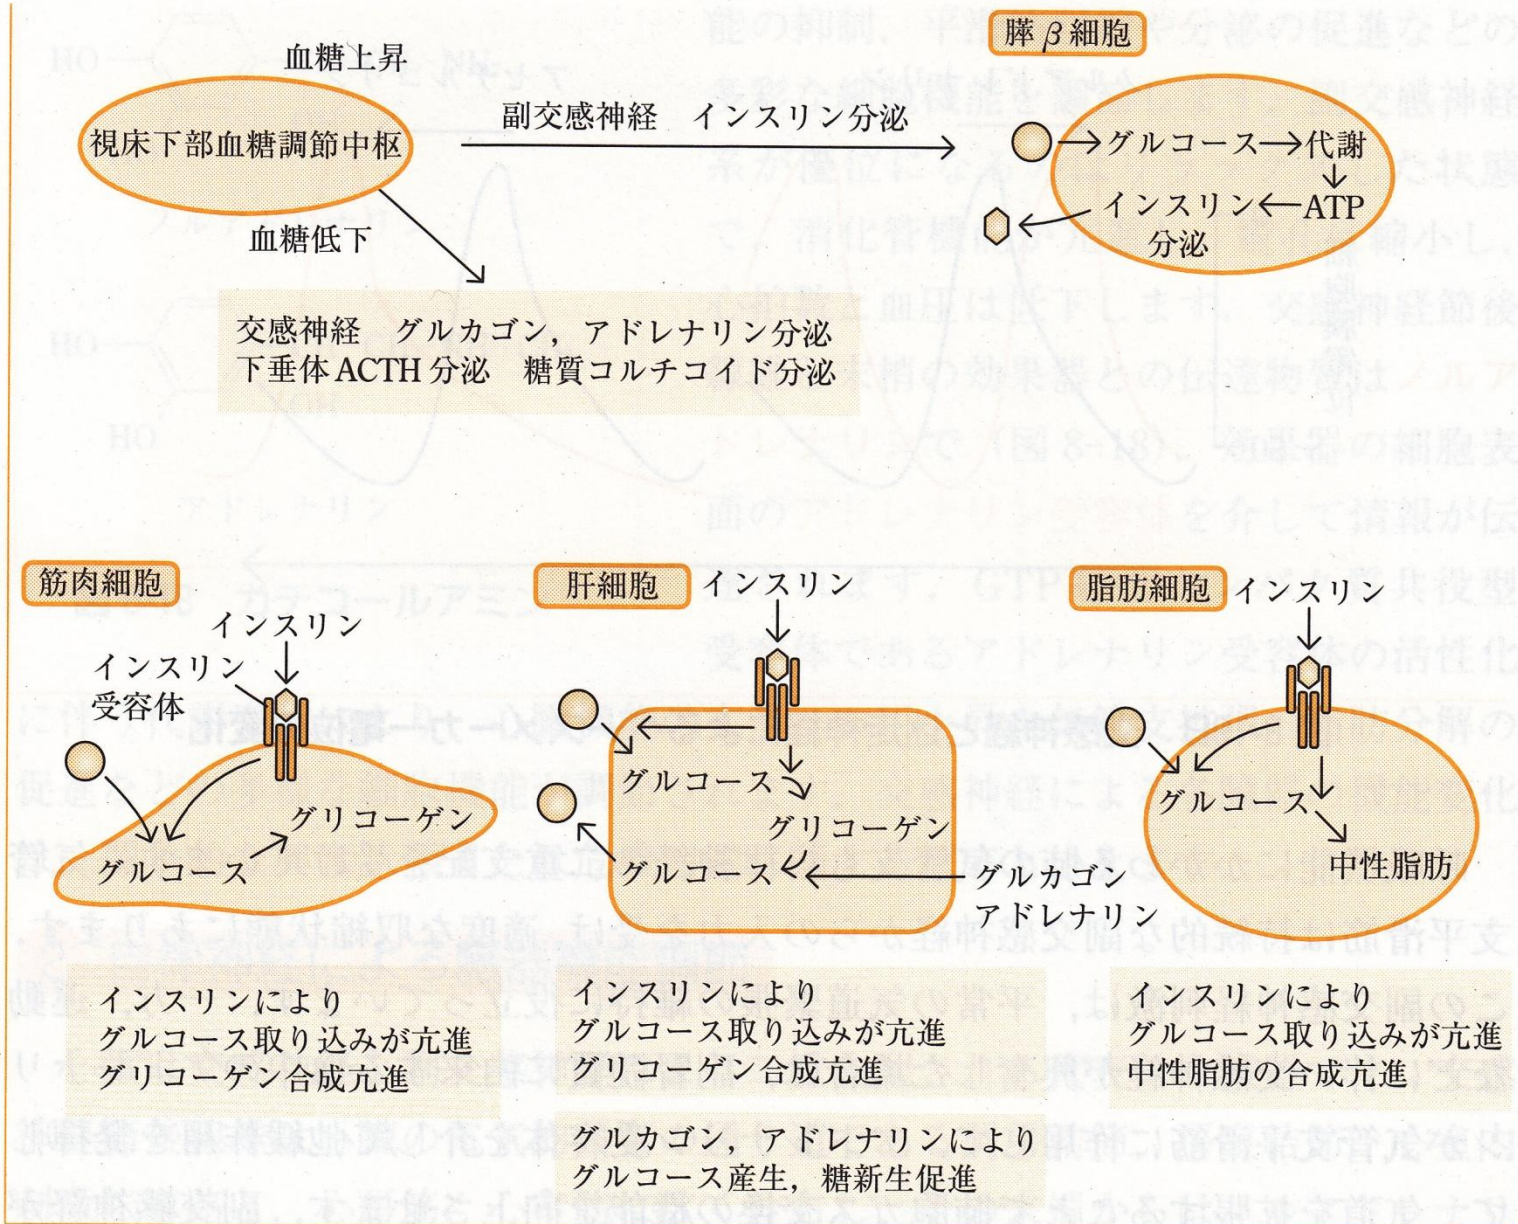 血糖上昇
視床下部血糖調節中枢
血糖低下
副交感神経　インスリン分泌
交感神経　グルカゴン，アドレナリン分泌
下垂体ACTH分泌　糖質コルチコイド分泌
膵β細胞
グルコース
代謝
ATP
インスリン
分泌
筋肉細胞
インスリン
インスリン
受容体
グルコース
グリコーゲン
インスリンにより
グルコース取り込みが亢進
グリコーゲン合成亢進
肝細胞
インスリン
グルコース
グリコーゲン
グルコース
グルカゴン
アドレナリン
インスリンにより
グルコース取り込みが亢進
グリコーゲン合成亢進
グルカゴン，アドレナリンにより
グルコース産生，糖新生促進
脂肪細胞
インスリン
グルコース
中性脂肪
インスリンにより
グルコース取り込みが亢進
中性脂肪の合成亢進